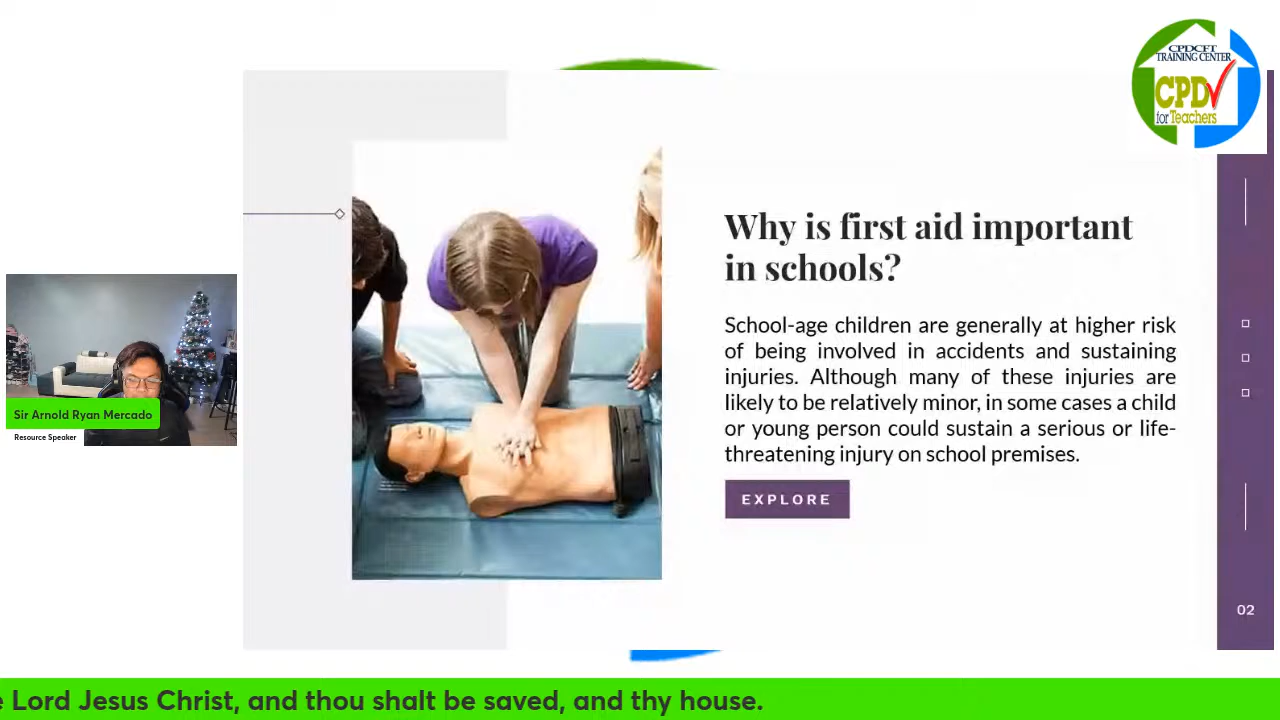 CPDCFT
TRAINING CENTER
CPD
for Teachers
Why is first aid important
in schools?
School-age children are generally at higher risk
of being involved in accidents and sustaining
injuries. Although many of these injuries are
likely to be relatively minor, in some cases a child
or young person could sustain a serious or life-
threatening injury on school premises.
EXPLORE
Sir Arnold Ryan Mercado
Resource Speaker
02
Lord Jesus Christ, and thou shalt be saved, and thy house.